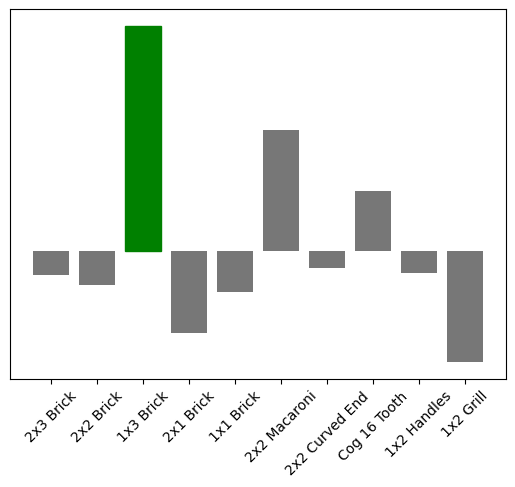 2x3 Brick
2x2 Brick
1x3 Brick
2x1 Brick
1x1 Brick
2x2 Macaroni
2x2 Curved End
Cog 16 Tooth
1x2 Handles
1x2 Grill